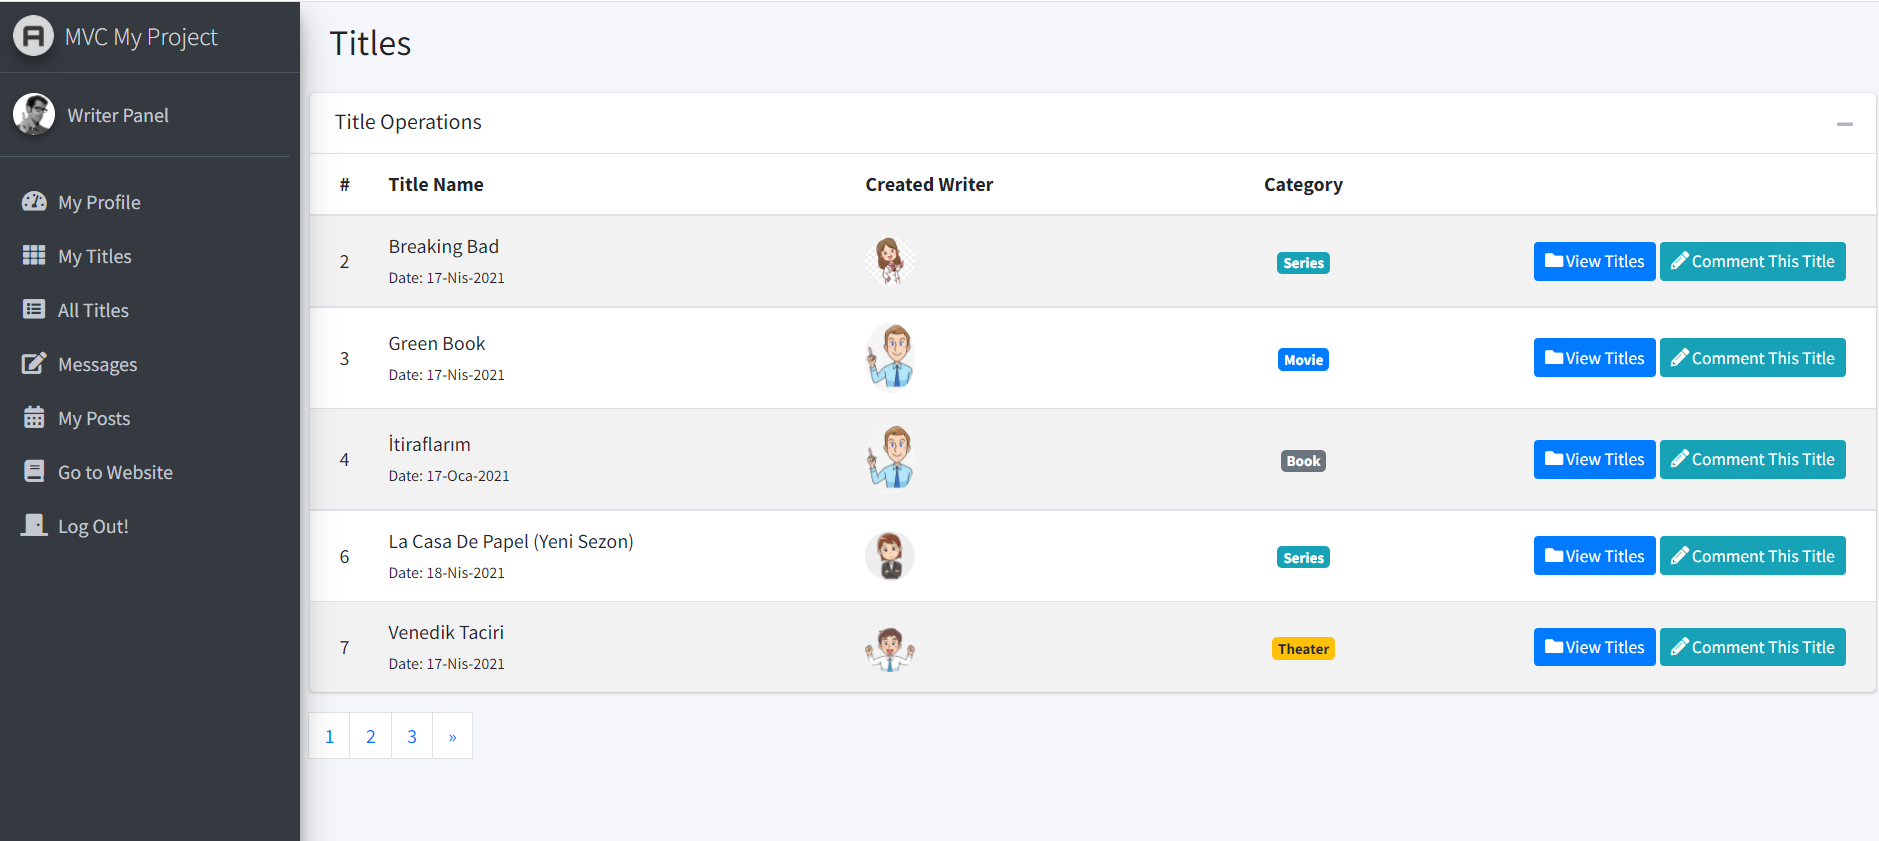 MVC My Project
Writer Panel
My Profile
My Titles
All Titles
Messages
My Posts
Go to Website
Log Out!
Titles
Title Operations
# Title Name Created Writer Category
2 Breaking Bad Series View Titles Comment This Title
Date: 17-Nis-2021
3 Green Book Movie View Titles Comment This Title
Date: 17-Nis-2021
4 İtiraflarım Book View Titles Comment This Title
Date: 17-Oca-2021
6 La Casa De Papel (Yeni Sezon) Series View Titles Comment This Title
Date: 18-Nis-2021
7 Venedik Taciri Theater View Titles Comment This Title
Date: 17-Nis-2021
1 2 3 »